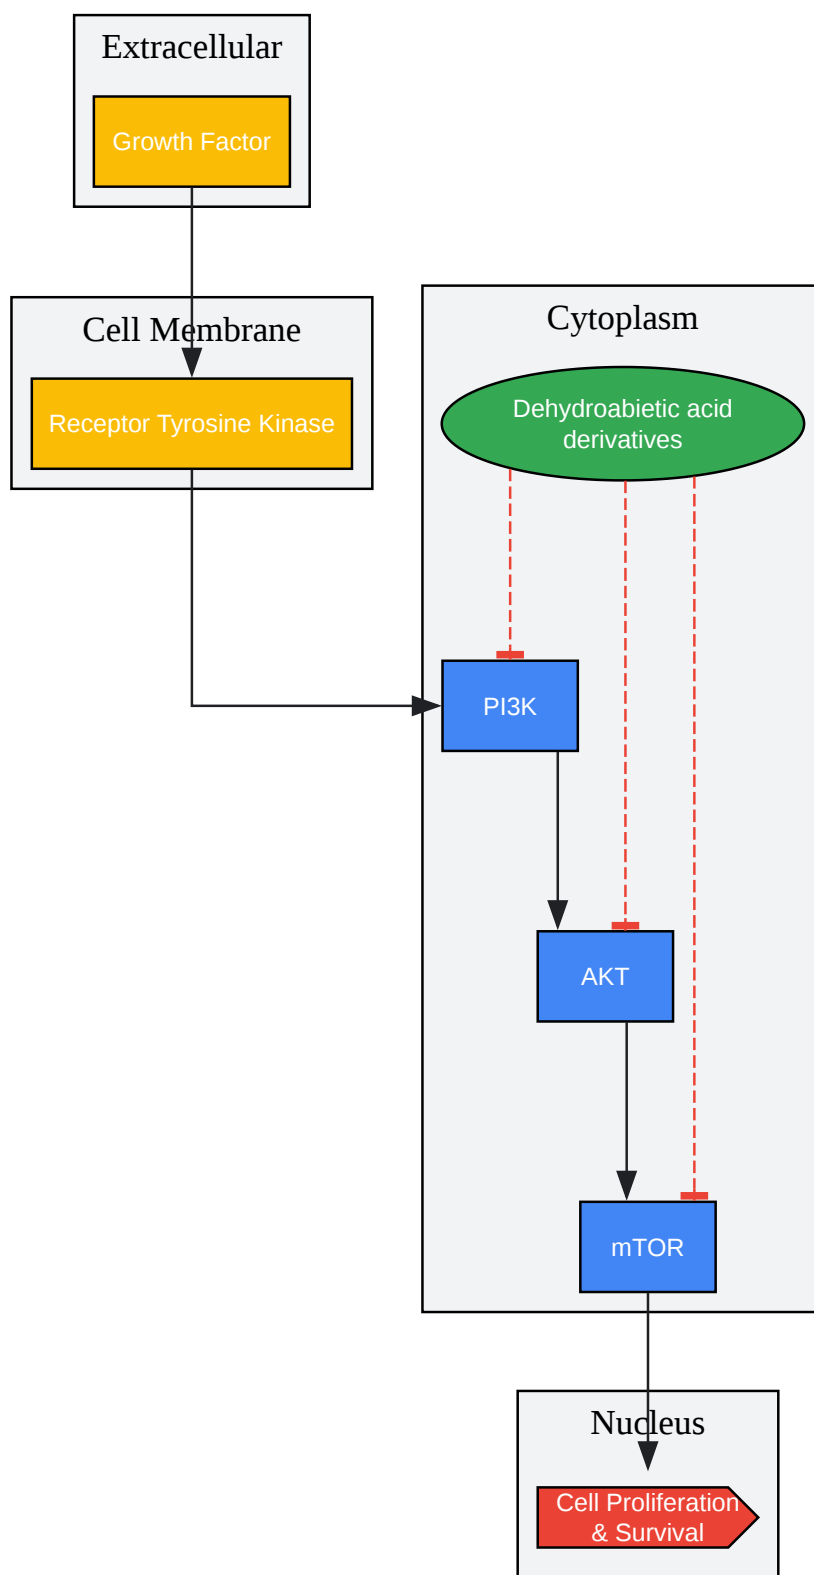 Extracellular
Growth Factor
Cell Membrane
Receptor Tyrosine Kinase
Cytoplasm
Dehydroabietic acid
derivatives
PI3K
AKT
mTOR
Nucleus
Cell Proliferation
& Survival